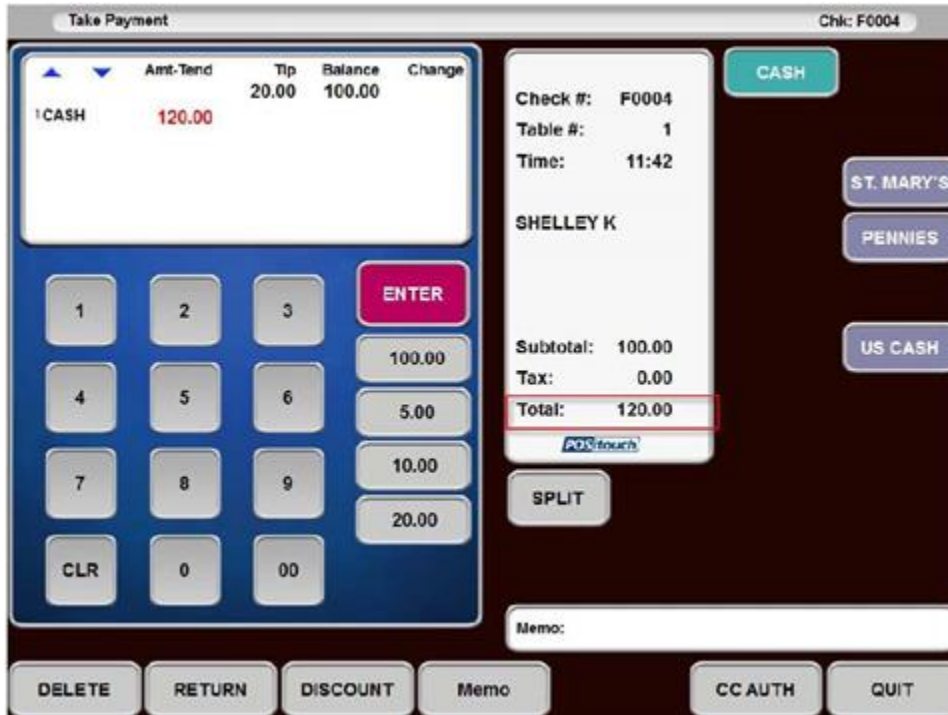 Take Payment Chk: F0004
Amt-Tend Tip Balance Change
20.00 100.00
1CASH 120.00
1 2 3 ENTER
100.00
4 5 6 5.00
10.00
7 8 9
20.00
CLR 0 00
Check #: F0004
Table #: 1
Time: 11:42
SHELLEY K
Subtotal: 100.00
Tax: 0.00
Total: 120.00
POSitouch
SPLIT
CASH
ST. MARY'S
PENNIES
US CASH
Memo:
DELETE RETURN DISCOUNT Memo CC AUTH QUIT